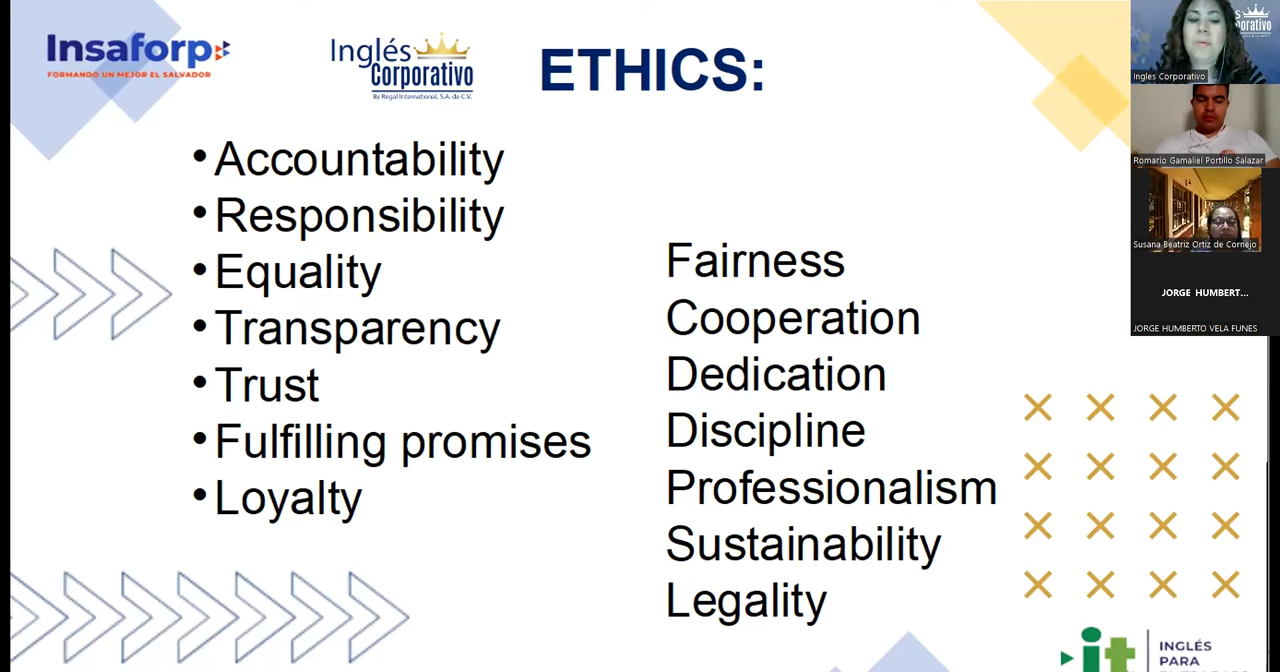 Insaforp
FORMANDO UN MEJOR EL SALVADOR
Inglés
Corporativo
By Regal International, S.A. de C.V.
ETHICS:
• Accountability
• Responsibility
• Equality
• Transparency
• Trust
• Fulfilling promises
• Loyalty
Fairness
Cooperation
Dedication
Discipline
Professionalism
Sustainability
Legality
Ingles Corporativo
Romario Gamaliel Portillo Salazar
Susana Beatriz Ortiz de Cornejo
JORGE HUMBERT...
JORGE HUMBERTO VELA FUNES
it
INGLÉS
PARA